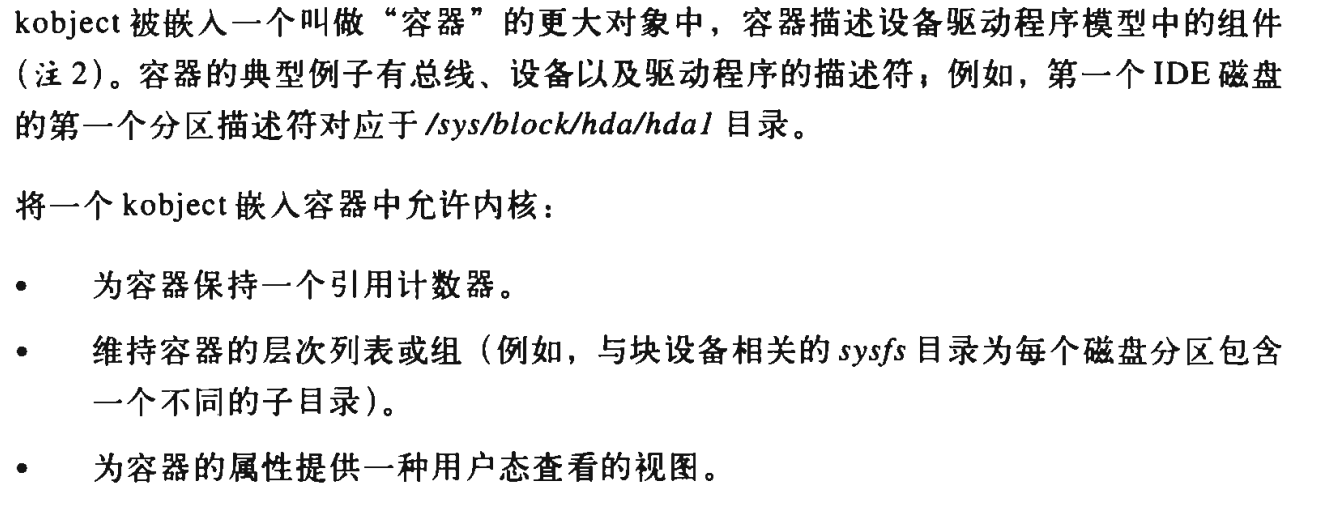 kobject 被嵌入一个叫做“容器”的更大对象中，容器描述设备驱动程序模型中的组件
（注 2）。容器的典型例子有总线、设备以及驱动程序的描述符；例如，第一个 IDE 磁盘
的第一个分区描述符对应于 /sys/block/hda/hda1 目录。
将一个 kobject 嵌入容器中允许内核：
• 为容器保持一个引用计数器。
• 维持容器的层次列表或组（例如，与块设备相关的 sysfs 目录为每个磁盘分区包含
一个不同的子目录）。
• 为容器的属性提供一种用户态查看的视图。